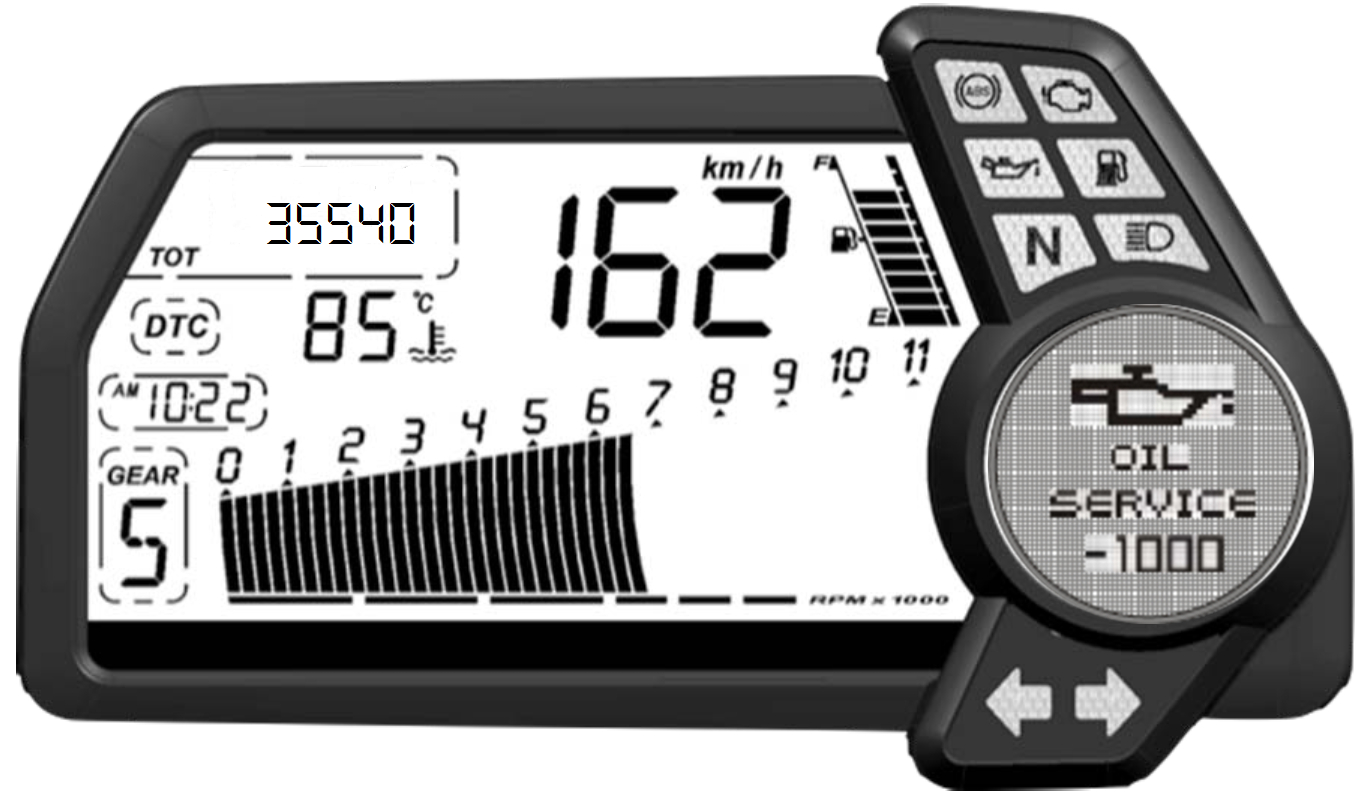 ABS
km/h
F
35540
TOT
162
N
E
DTC
85 °C
AM 10:22
0 1 2 3 4 5 6 7 8 9 10 11
GEAR
5
OIL
SERVICE
-1000
RPM x 1000